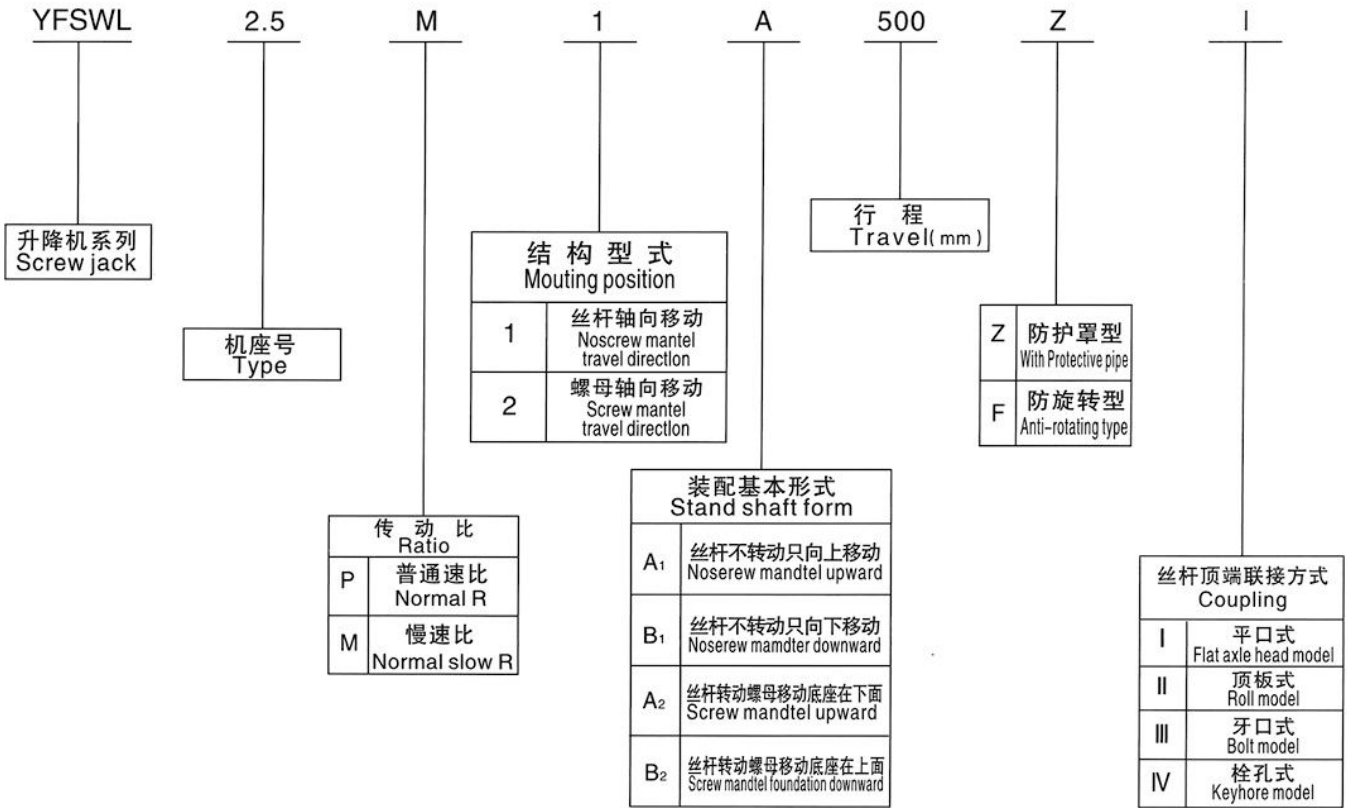 YFSWL 2.5 M 1 A 500 Z I
升降机系列
Screw jack
机座号
Type
传 动 比
Ratio
P 普通速比
Normal R
M 慢速比
Normal slow R
结 构 型 式
Mouting position
1 丝杆轴向移动
Noscrew mantel
travel directlon
2 螺母轴向移动
Screw mantel
travel directlon
装配基本形式
Stand shaft form
A₁ 丝杆不转动只向上移动
Noserew mandtel upward
B₁ 丝杆不转动只向下移动
Noserew mamdter downward
A₂ 丝杆转动螺母移动底座在下面
Screw mandtel upward
B₂ 丝杆转动螺母移动底座在上面
Screw mandtel foundation downward
行 程
Travel(mm)
Z 防护罩型
With Protective pipe
F 防旋转型
Anti-rotating type
丝杆顶端联接方式
Coupling
Ⅰ 平口式
Flat axle head model
Ⅱ 顶板式
Roll model
Ⅲ 牙口式
Bolt model
Ⅳ 栓孔式
Keyhore model